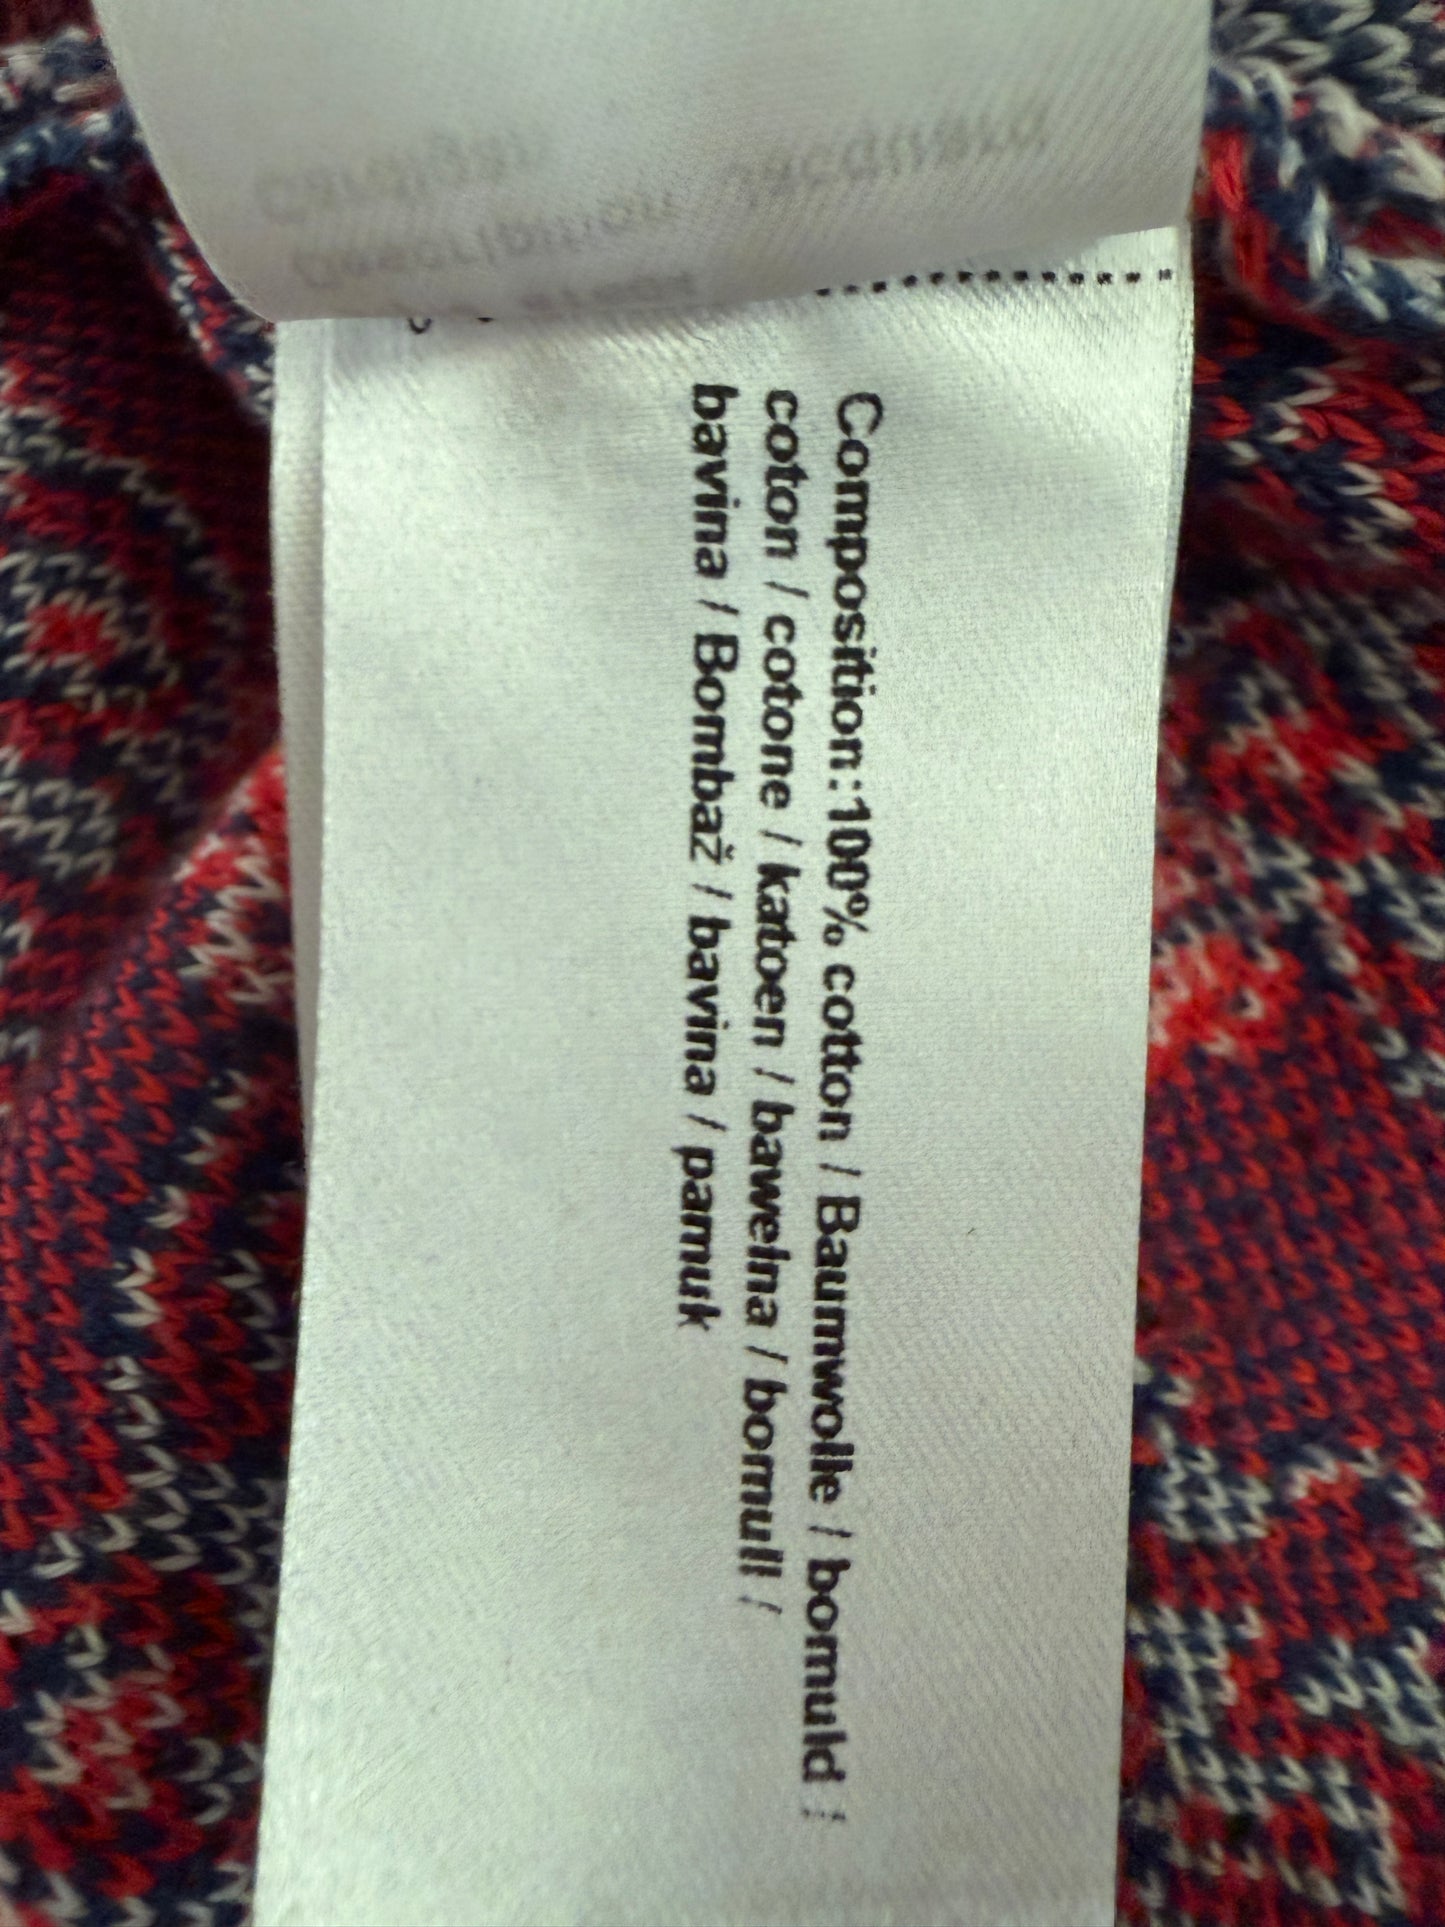 Composition:100% cotton / Baumwolle / bomuld /
coton / cotone / katoen / bawełna / bomull /
bavlna / Bombaž / bavlna / pamuk